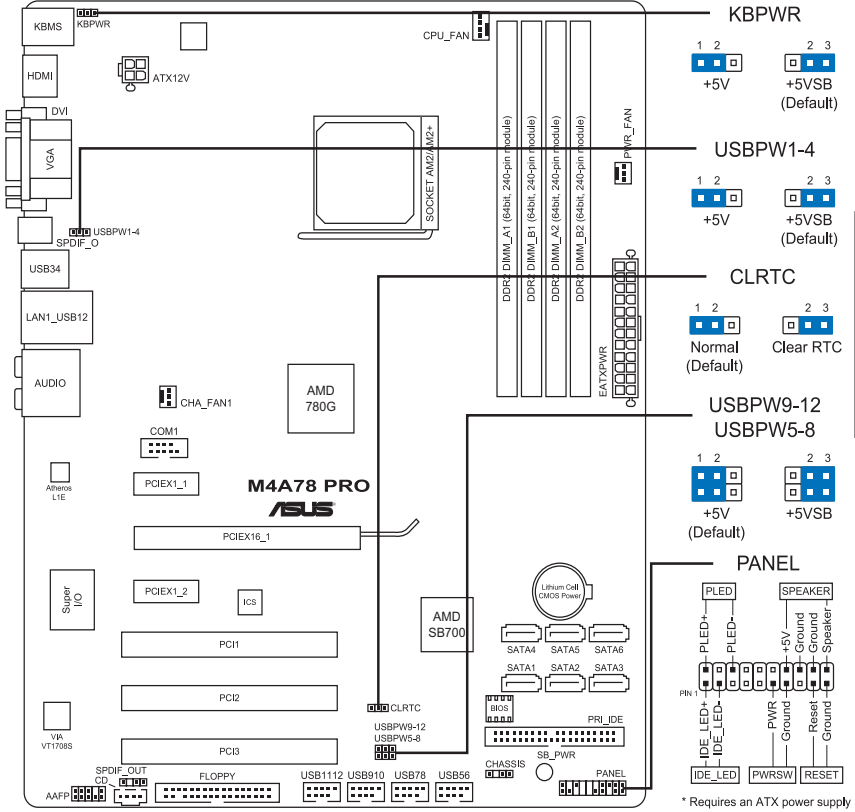 KBMS
KBPWR
CPU_FAN
KBPWR
1 2
2 3
+5V
+5VSB
(Default)
HDMI
ATX12V
DVI
VGA
SOCKET AM2/AM2+
DDR2 DIMM_A1 (64bit, 240-pin module)
DDR2 DIMM_B1 (64bit, 240-pin module)
DDR2 DIMM_A2 (64bit, 240-pin module)
DDR2 DIMM_B2 (64bit, 240-pin module)
PWR_FAN
USBPW1-4
1 2
2 3
+5V
+5VSB
(Default)
USBPW1-4
SPDIF_O
USB34
LAN1_USB12
AUDIO
EATXPWR
CLRTC
1 2
2 3
Normal
(Default)
Clear RTC
CHA_FAN1
AMD
780G
COM1
USBPW9-12
USBPW5-8
1 2
2 3
+5V
(Default)
+5VSB
Atheros
L1E
PCIEX1_1
M4A78 PRO
ASUS
PCIEX16_1
PCIEX1_2
ICS
Super
I/O
AMD
SB700
Lithium Cell
CMOS Power
SATA4
SATA5
SATA6
SATA1
SATA2
SATA3
PCI1
PCI2
PCI3
CLRTC
USBPW9-12
USBPW5-8
BIOS
PRI_IDE
VIA
VT1708S
CHASSIS
SB_PWR
PANEL
SPDIF_OUT
CD
AAFP
FLOPPY
USB1112
USB910
USB78
USB56
PANEL
PLED
SPEAKER
PLED+
PLED-
+5V
Ground
Ground
Speaker-
PIN 1
IDE_LED+
IDE_LED-
PWR
Ground
Reset
Ground
IDE_LED
PWRSW
RESET
* Requires an ATX power supply